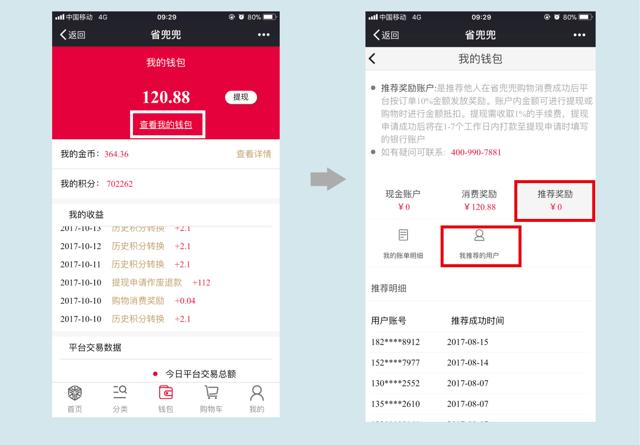 中国移动 4G 09:29 80%
返回 省兜兜 •••
我的钱包
120.88 提现
查看我的钱包
我的金币：364.36 查看详情
我的积分：702262
我的收益
2017-10-13 历史积分转换 +2.1
2017-10-12 历史积分转换 +2.1
2017-10-11 历史积分转换 +2.1
2017-10-10 提现申请作废退款 +112
2017-10-10 购物消费奖励 +0.04
2017-10-10 历史积分转换 +2.1
平台交易数据
今日平台交易总额
首页 分类 钱包 购物车 我的
中国移动 4G 09:29 80%
返回 省兜兜 •••
我的钱包
推荐奖励账户:是推荐他人在省兜兜购物消费成功后平
台按订单10%金额发放奖励。账户内金额可进行提现或
购物时进行金额抵扣。提现需收取1%的手续费，提现
申请成功后将在1-7个工作日内打款至提现申请时填写
的银行账户
如有疑问可联系：400-990-7881
现金账户 消费奖励 推荐奖励
￥0 ￥120.88 ￥0
我的账单明细 我推荐的用户
推荐明细
用户账号 推荐成功时间
182****8912 2017-08-15
152****7977 2017-08-14
130****2552 2017-08-07
135****2610 2017-08-07